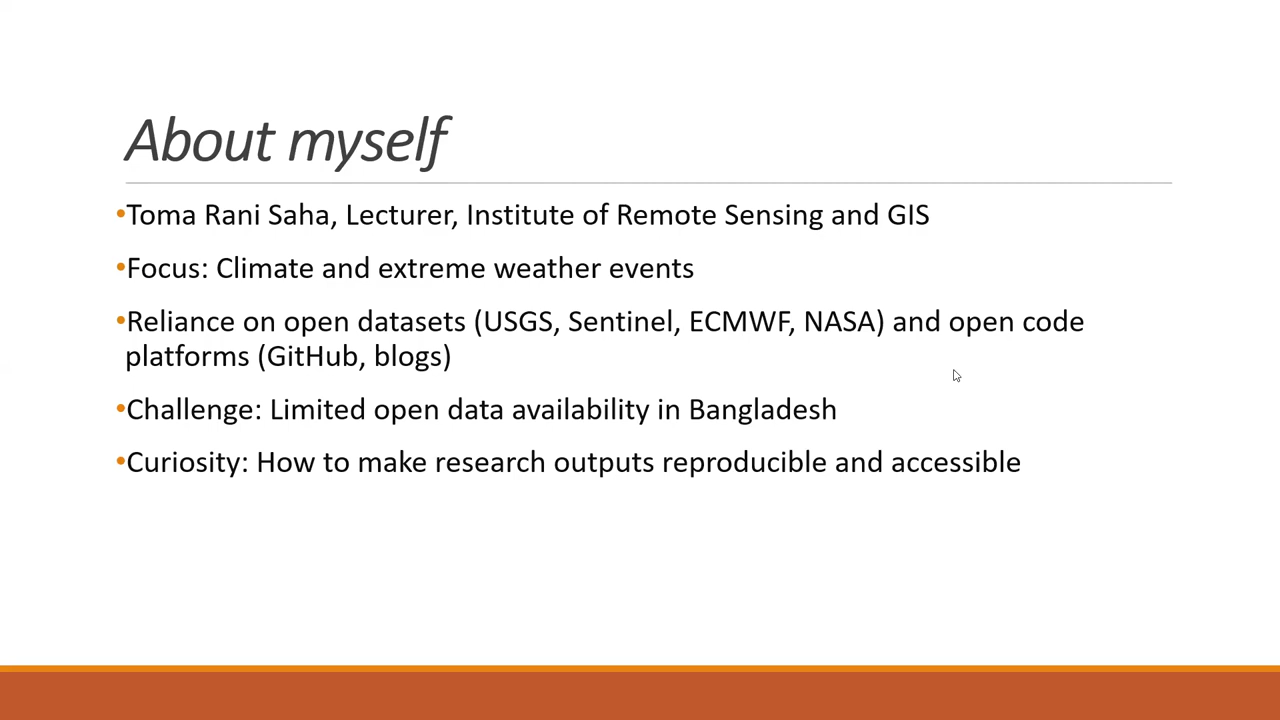 About myself
•Toma Rani Saha, Lecturer, Institute of Remote Sensing and GIS
•Focus: Climate and extreme weather events
•Reliance on open datasets (USGS, Sentinel, ECMWF, NASA) and open code
platforms (GitHub, blogs)
•Challenge: Limited open data availability in Bangladesh
•Curiosity: How to make research outputs reproducible and accessible